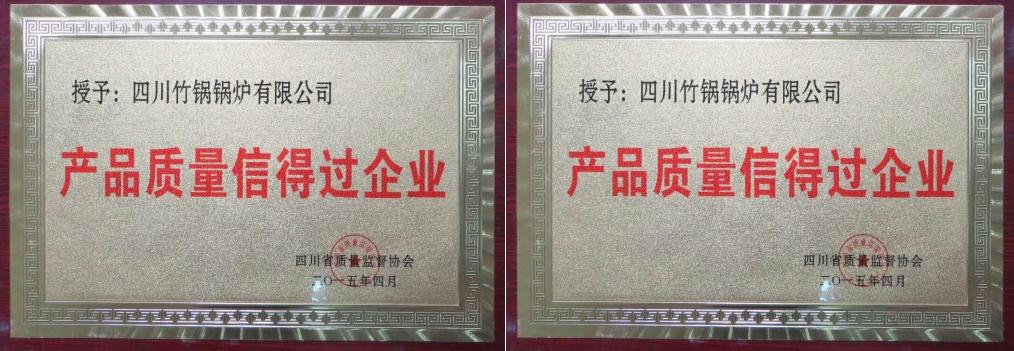 授予：四川竹锅锅炉有限公司
产品质量信得过企业
四川省质量监督协会
二〇一五年四月
授予：四川竹锅锅炉有限公司
产品质量信得过企业
四川省质量监督协会
二〇一五年四月